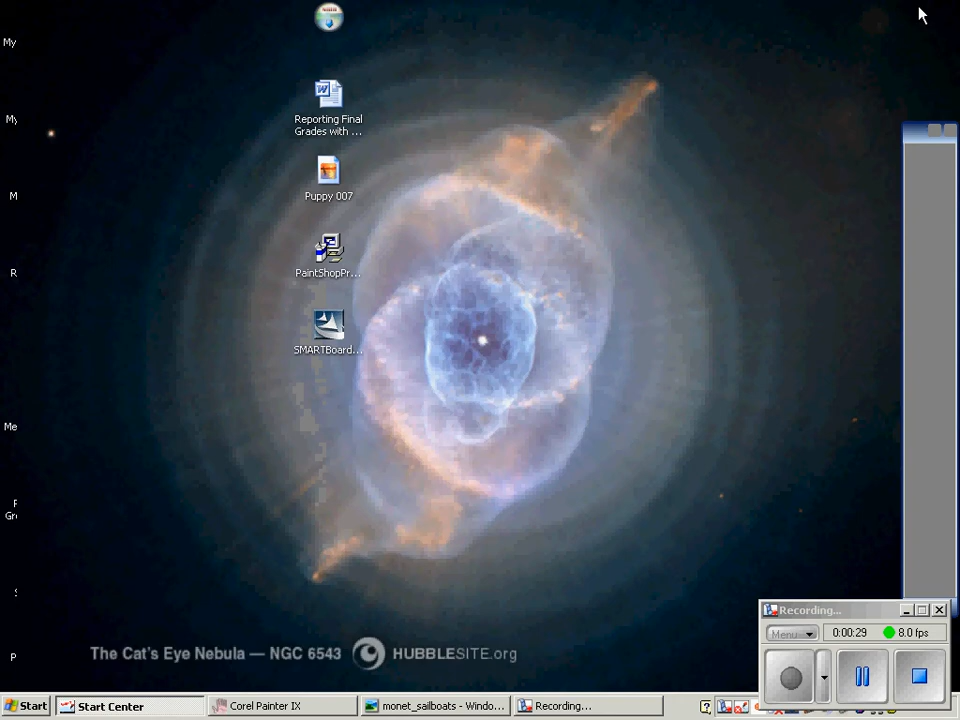 My
My
M
R
Me
Gr
P
Reporting Final
Grades with ...
Puppy 007
PaintShopPr...
SMARTBoard...
The Cat's Eye Nebula — NGC 6543 HUBBLESITE.org
Recording...
Menu
0:00:29
8.0 fps
Start
Start Center
Corel Painter IX
monet_sailboats - Windo...
Recording...